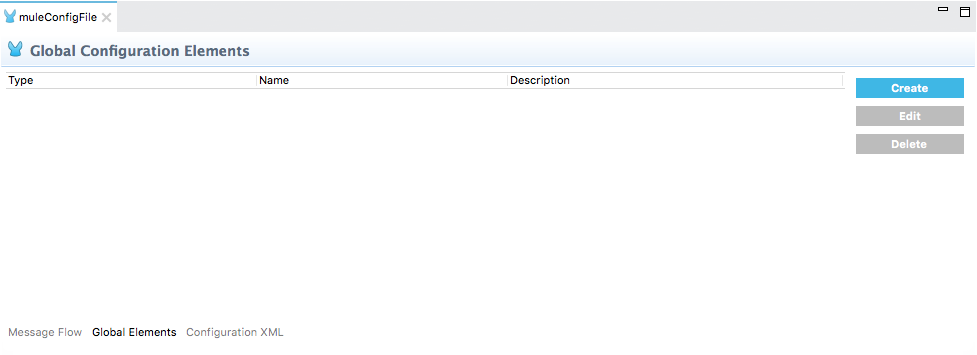 muleConfigFile
Global Configuration Elements
Type Name Description
Create
Edit
Delete
Message Flow Global Elements Configuration XML